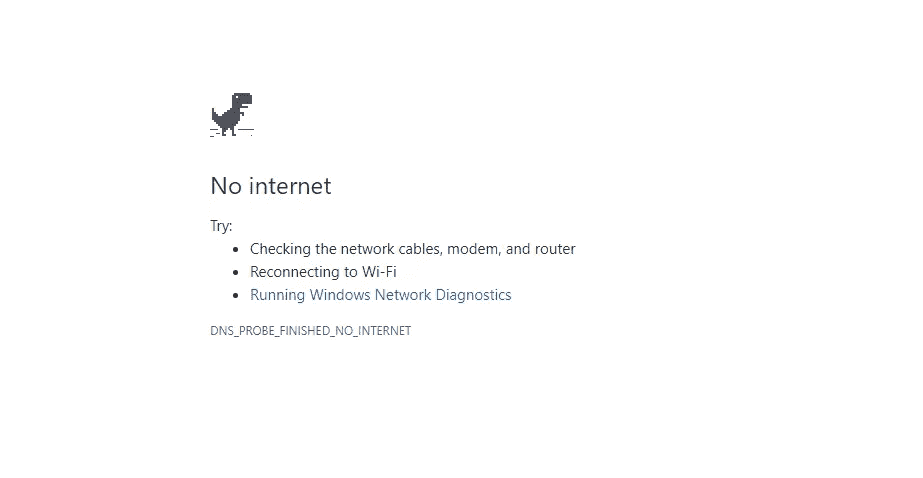 No internet
Try:
Checking the network cables, modem, and router
Reconnecting to Wi-Fi
Running Windows Network Diagnostics
DNS_PROBE_FINISHED_NO_INTERNET